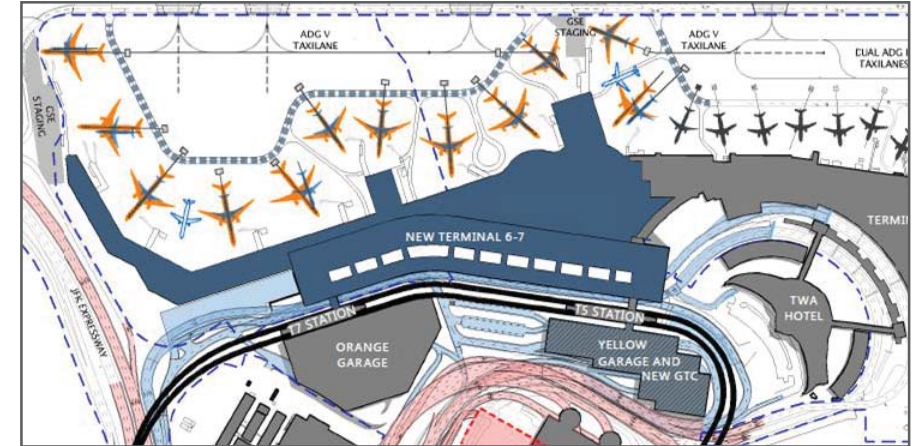 GSE
STAGING
ADG V
TAXILANE
ADG V
TAXILANE
DUAL ADG
TAXILANES
GSE
STAGING
NEW TERMINAL 6-7
TERMI
JFK EXPRESSWAY
T7 STATION
T5 STATION
TWA
HOTEL
ORANGE
GARAGE
YELLOW
GARAGE AND
NEW GTC